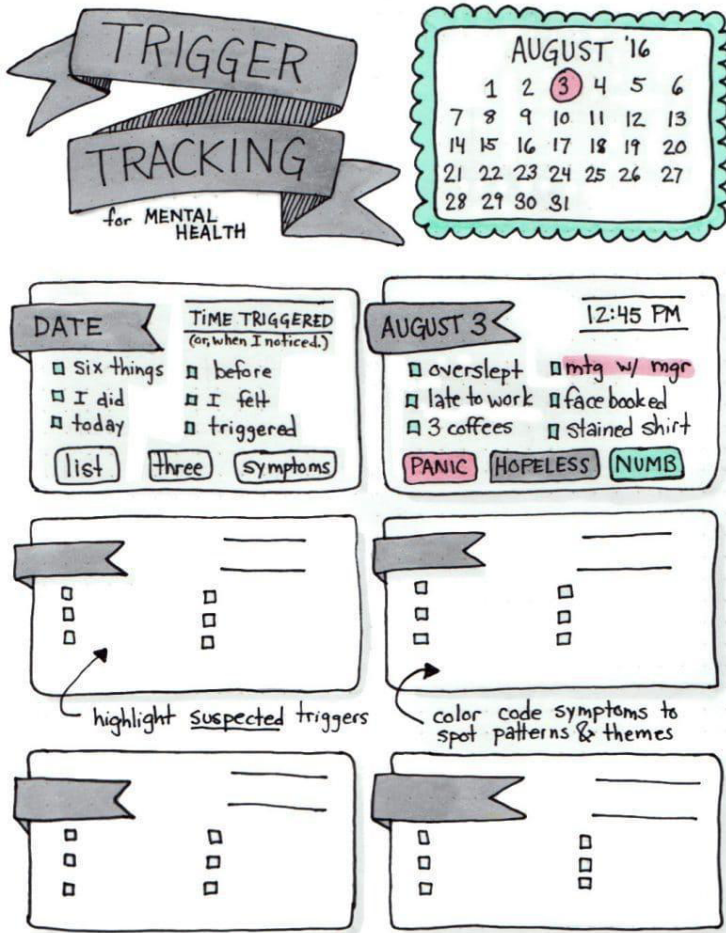 TRIGGER
TRACKING
for MENTAL
HEALTH
AUGUST '16
1 2 3 4 5 6
7 8 9 10 11 12 13
14 15 16 17 18 19 20
21 22 23 24 25 26 27
28 29 30 31
DATE
TIME TRIGGERED
(or, when I noticed.)
six things
I did
today
before
I felt
triggered
list three symptoms
AUGUST 3
12:45 PM
overslept
late to work
3 coffees
mtg w/ mgr
facebooked
stained shirt
PANIC HOPELESS NUMB
highlight suspected triggers
color code symptoms to
spot patterns & themes